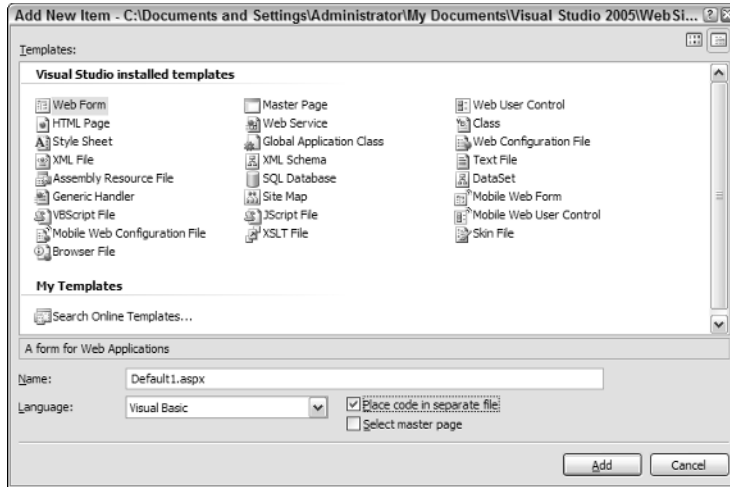 Add New Item - C:\Documents and Settings\Administrator\My Documents\Visual Studio 2005\WebSi...
Templates:
Visual Studio installed templates
Web Form
Master Page
Web User Control
HTML Page
Web Service
Class
Style Sheet
Global Application Class
Web Configuration File
XML File
XML Schema
Text File
Assembly Resource File
SQL Database
DataSet
Generic Handler
Site Map
Mobile Web Form
VBScript File
JScript File
Mobile Web User Control
Mobile Web Configuration File
XSLT File
Skin File
Browser File
My Templates
Search Online Templates...
A form for Web Applications
Name: Default1.aspx
Language: Visual Basic
Place code in separate file
Select master page
Add Cancel